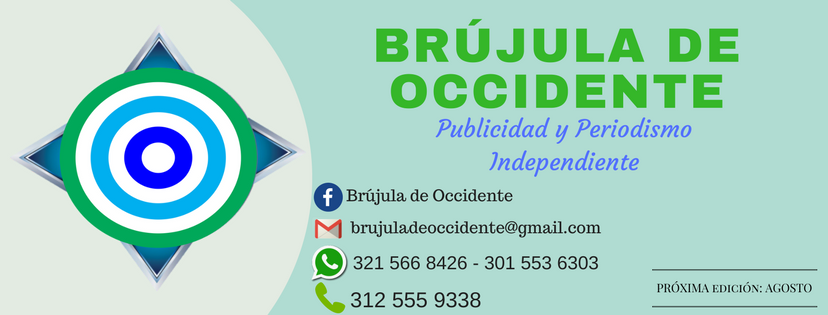 BRÚJULA DE
OCCIDENTE
Publicidad y Periodismo
Independiente
Brújula de Occidente
brujuladeoccidente@gmail.com
321 566 8426 - 301 553 6303
312 555 9338
PRÓXIMA EDICIÓN: AGOSTO